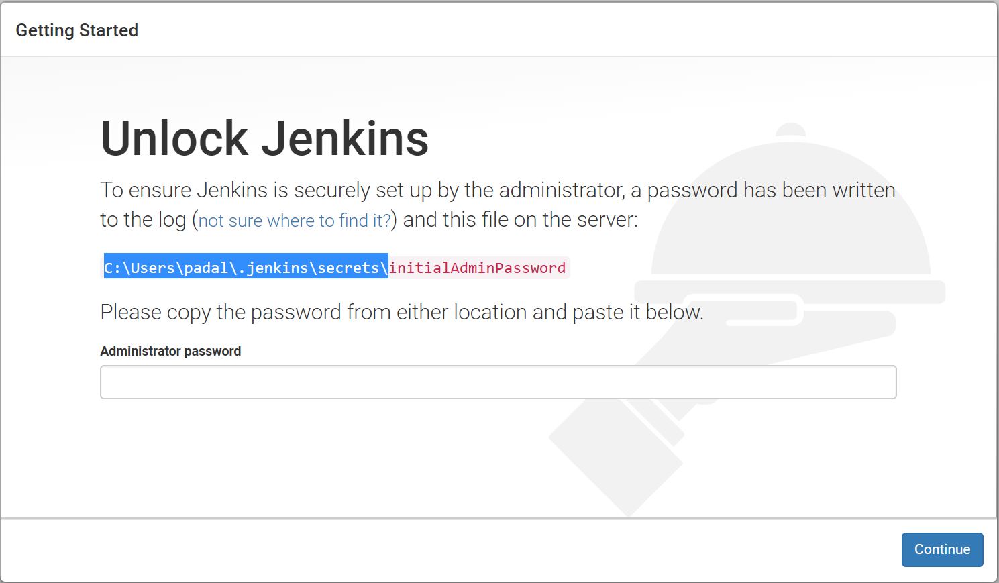 Getting Started
Unlock Jenkins
To ensure Jenkins is securely set up by the administrator, a password has been written
to the log (not sure where to find it?) and this file on the server:
C:\Users\padal\.jenkins\secrets\initialAdminPassword
Please copy the password from either location and paste it below.
Administrator password
Continue